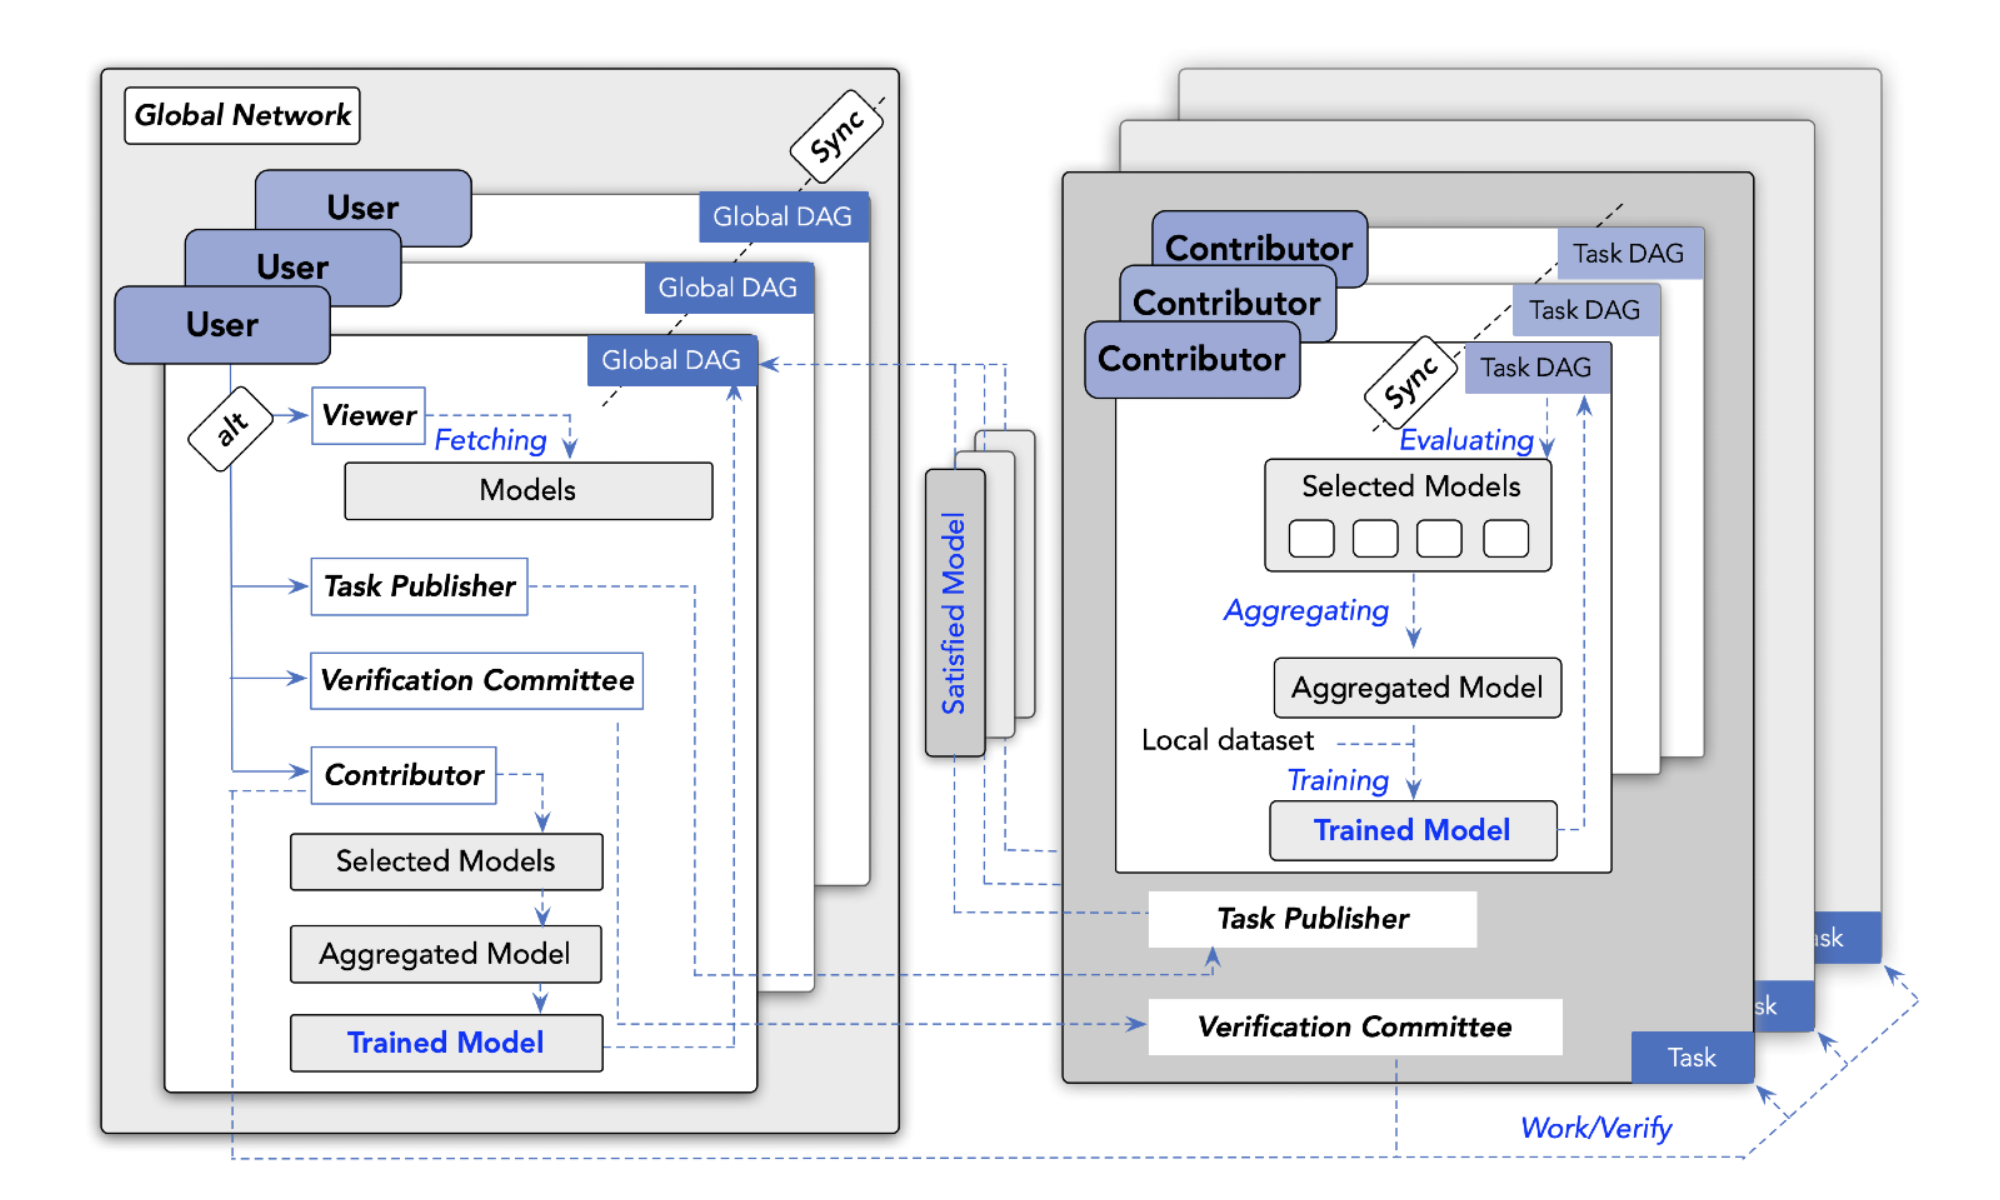 Global Network
Sync
User
Global DAG
User
Global DAG
User
Global DAG
alt
Viewer
Fetching
Models
Task Publisher
Verification Committee
Contributor
Selected Models
Aggregated Model
Trained Model
Satisfied Model
Contributor
Task DAG
Contributor
Task DAG
Contributor
Task DAG
Sync
Evaluating
Selected Models
Aggregating
Aggregated Model
Local dataset
Training
Trained Model
Task Publisher
ask
Verification Committee
sk
Task
Work/Verify